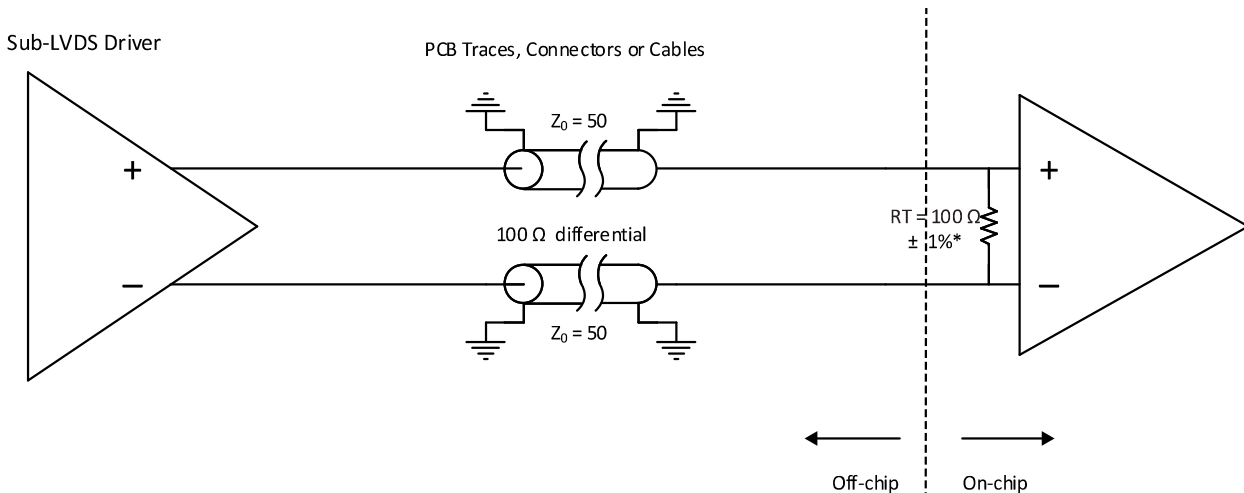 Sub-LVDS Driver
PCB Traces, Connectors or Cables
Z₀ = 50
+
+
RT = 100 Ω
± 1%*
100 Ω differential
−
−
Z₀ = 50
Off-chip
On-chip